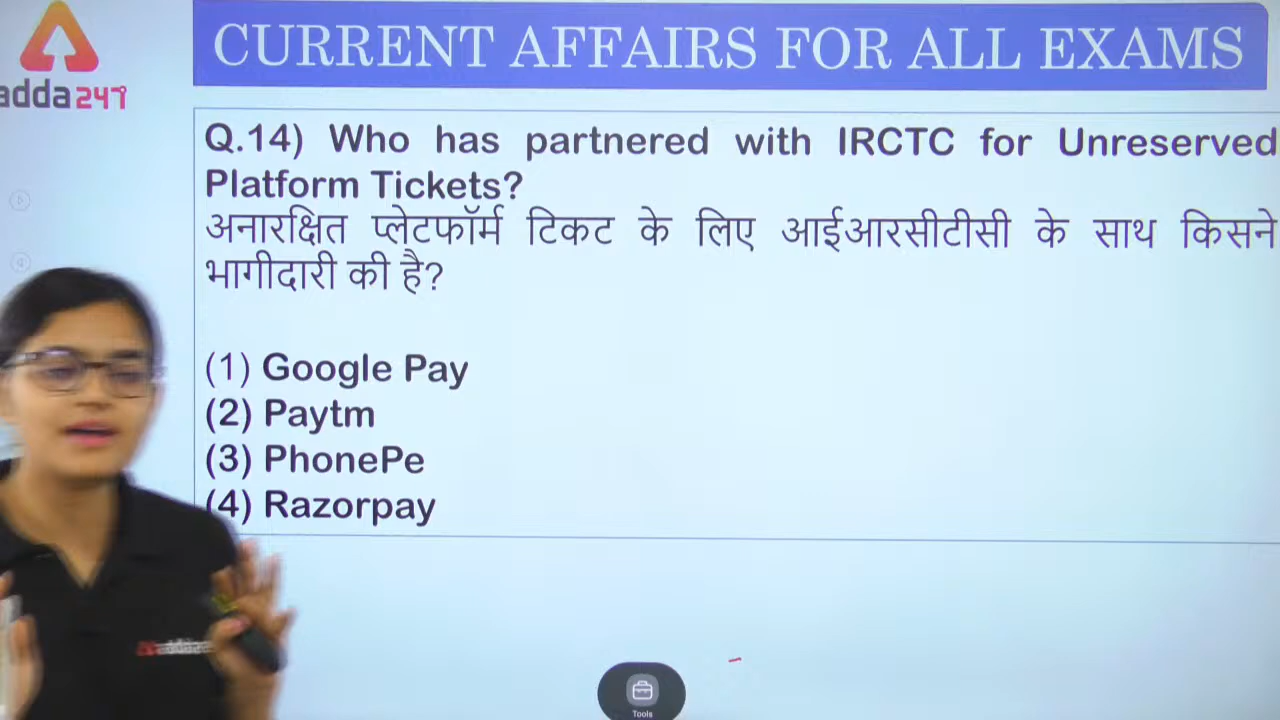 adda247
CURRENT AFFAIRS FOR ALL EXAMS
Q.14) Who has partnered with IRCTC for Unreserved
Platform Tickets?
अनारक्षित प्लेटफॉर्म टिकट के लिए आईआरसीटीसी के साथ किसने
भागीदारी की है?
(1) Google Pay
(2) Paytm
(3) PhonePe
(4) Razorpay
Tools